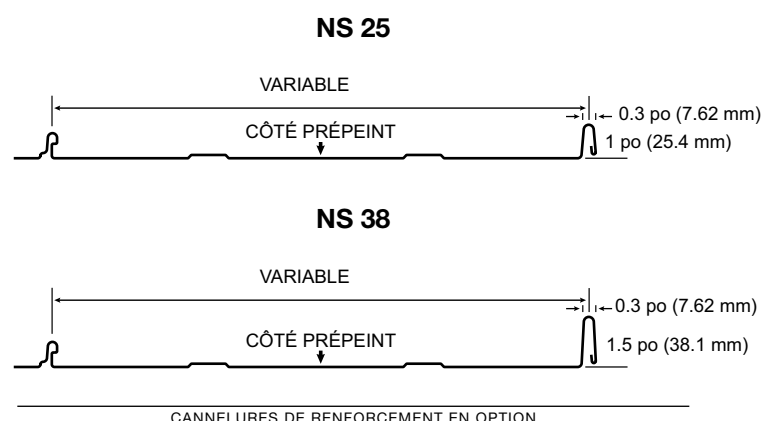 NS 25
VARIABLE
0.3 po (7.62 mm)
CÔTÉ PRÉPEINT
1 po (25.4 mm)
NS 38
VARIABLE
0.3 po (7.62 mm)
CÔTÉ PRÉPEINT
1.5 po (38.1 mm)
CANNELURES DE RENFORCEMENT EN OPTION